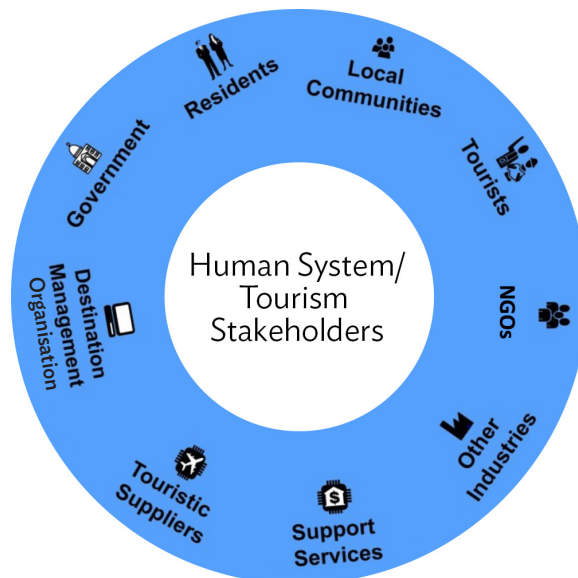 Human System/
Tourism
Stakeholders
Residents
Local
Communities
Tourists
NGOs
Other
Industries
Support
Services
Touristic
Suppliers
Destination
Management
Organisation
Government
$